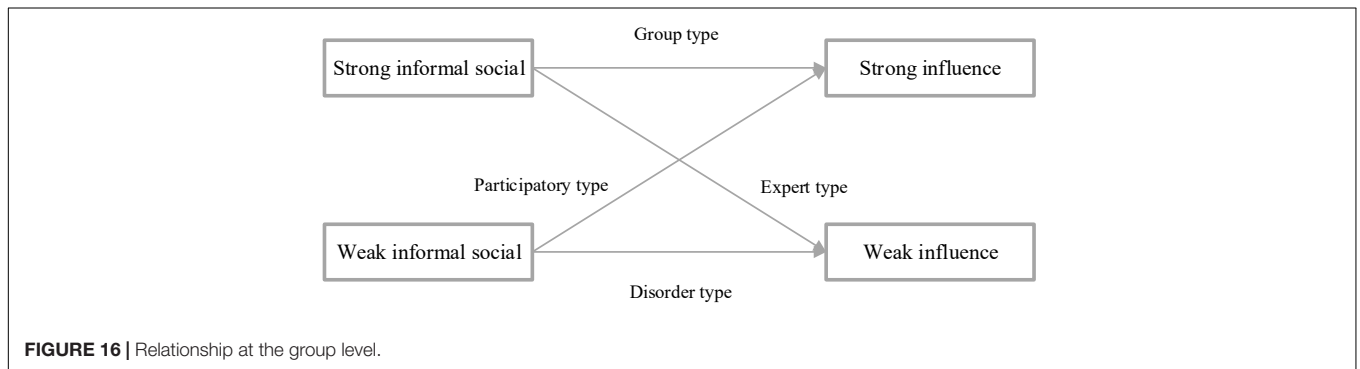 Group type
Strong informal social
Strong influence
Participatory type
Expert type
Weak informal social
Weak influence
Disorder type
FIGURE 16 | Relationship at the group level.